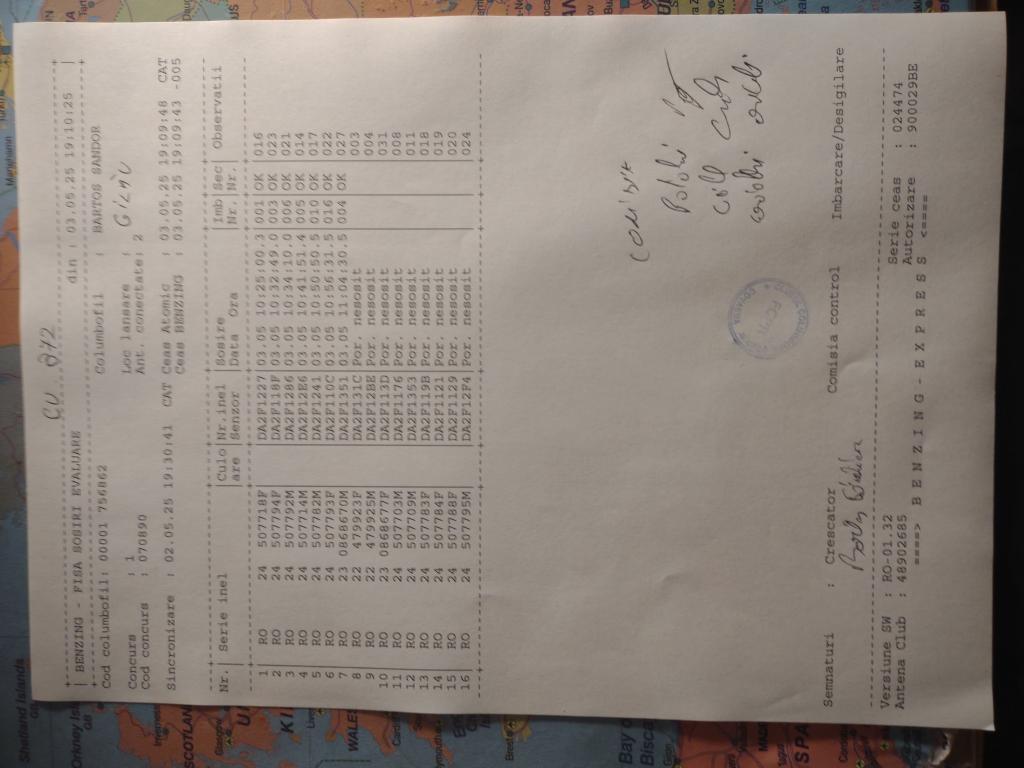 CU 272
| BENZING - FISA SOSIRI EVALUARE din : 03.05.25 19:10:25 |
Cod columbofil: 00001 756862 Columbofil : BARTOS SANDOR
Concurs : 1 Loc lansare :
Cod concurs : 070890 Ant. conectate: 2
Sincronizare : 02.05.25 19:30:41 CAT Ceas Atomic : 03.05.25 19:09:48 CAT
Ceas BENZING : 03.05.25 19:09:43 -005
Nr.| Serie inel |Culo|Nr.inel |Sosire |Imb|Sec| Observatii
|are |Senzor |Data Ora |Nr.|Nr.|
1 | RO 24 507718F | |DA2F1227|03.05 10:25:00.3|001|OK | 016
2 | RO 24 507794F | |DA2F118F|03.05 10:32:49.0|003|OK | 023
3 | RO 24 507792M | |DA2F1286|03.05 10:34:10.0|006|OK | 021
4 | RO 24 507714M | |DA2F12E6|03.05 10:41:51.4|005|OK | 014
5 | RO 24 507782M | |DA2F1241|03.05 10:50:50.5|010|OK | 017
6 | RO 24 507793F | |DA2F110C|03.05 10:56:31.5|016|OK | 022
7 | RO 23 0868670M | |DA2F1351|03.05 11:04:30.5|004|OK | 027
8 | RO 22 479923F | |DA2F131C|Por. nesosit | | | 003
9 | RO 22 479925M | |DA2F12BE|Por. nesosit | | | 004
10 | RO 23 0868677F | |DA2F113D|Por. nesosit | | | 031
11 | RO 24 507703M | |DA2F1176|Por. nesosit | | | 008
12 | RO 24 507709M | |DA2F1353|Por. nesosit | | | 011
13 | RO 24 507783F | |DA2F119B|Por. nesosit | | | 018
14 | RO 24 507784F | |DA2F1121|Por. nesosit | | | 019
15 | RO 24 507788F | |DA2F1129|Por. nesosit | | | 020
16 | RO 24 507795M | |DA2F12F4|Por. nesosit | | | 024
Semnaturi : Crescator Comisia control Imbarcare/Desigilare
Versiune SW : RO-01.32 Serie ceas : 024474
Antena Club : 48902685 Autorizare : 900029BE
====> B E N Z I N G - E X P R E S S <====